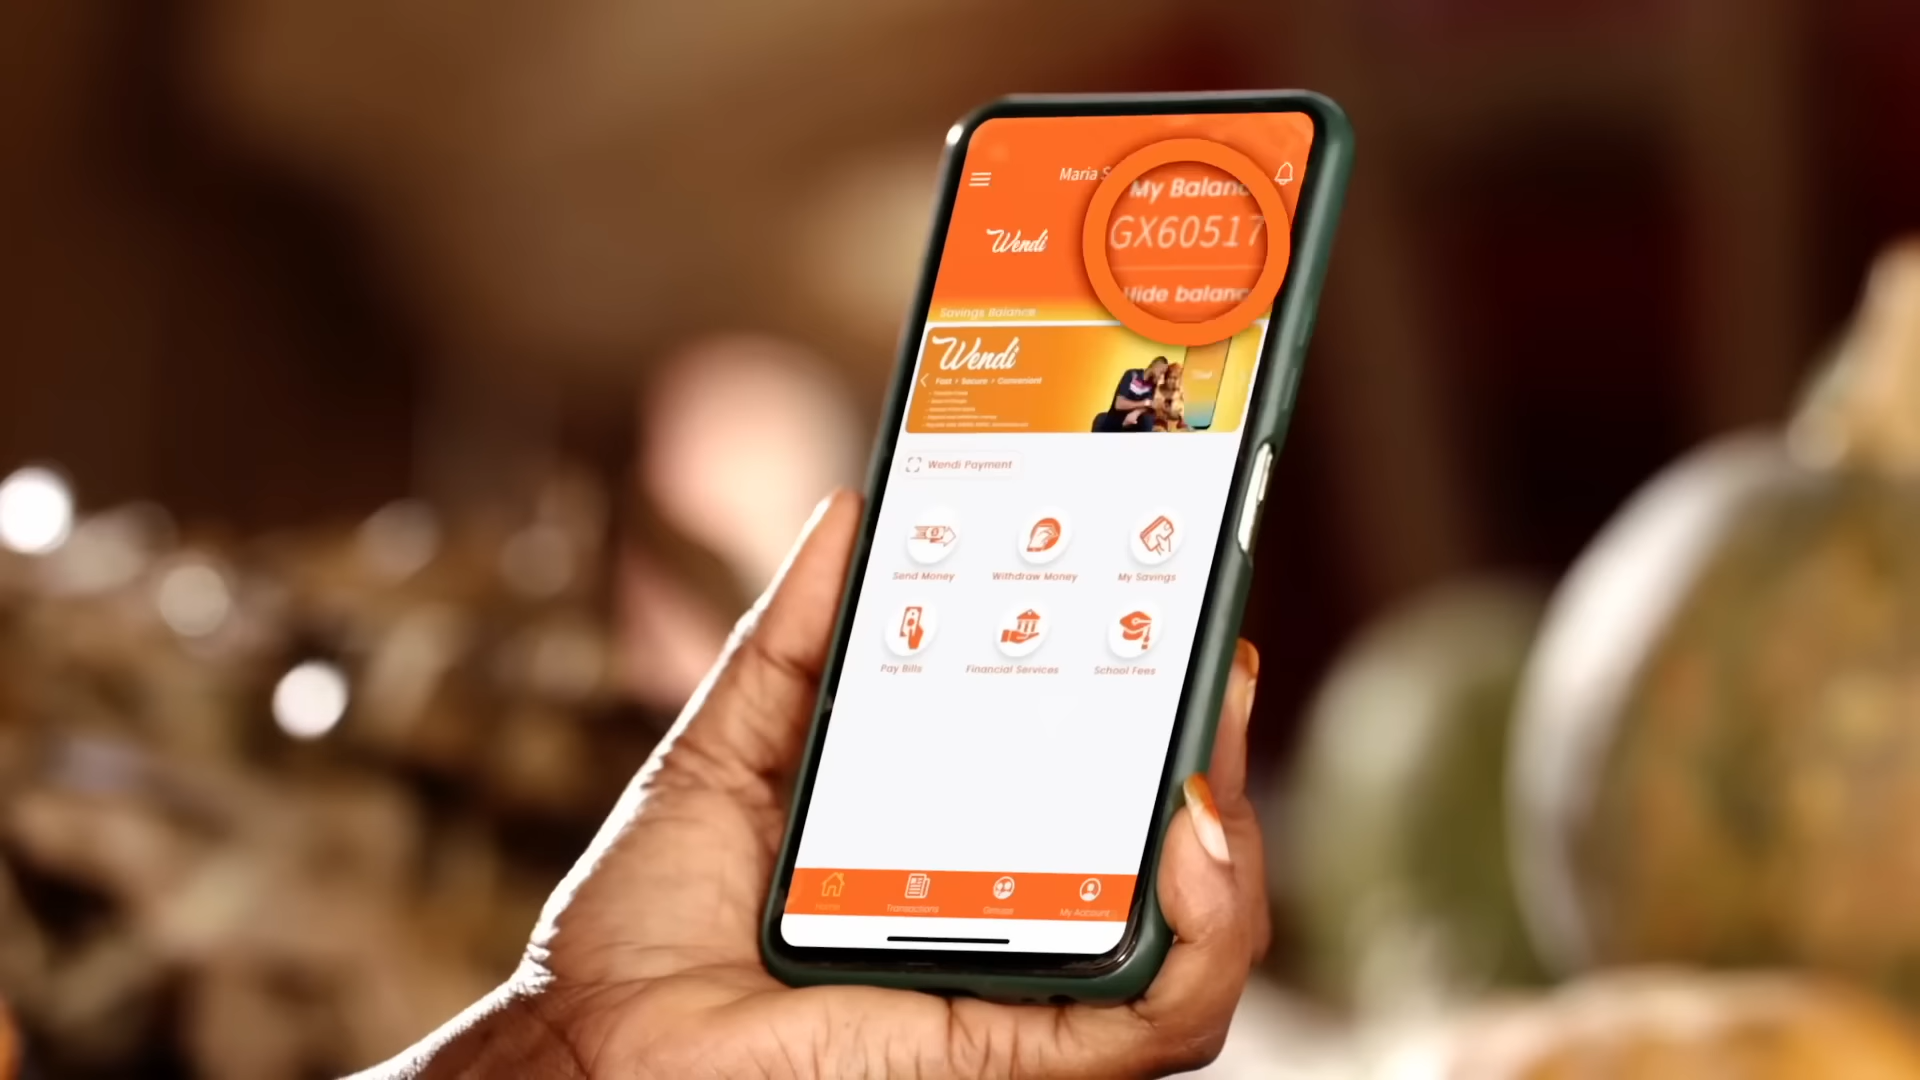 Maria S
My Balanc
GX60517
Hide balanc
Wendi
Savings Balance
Wendi
Fast • Secure • Convenient
Wendi Payment
Send Money
Withdraw Money
My Savings
Pay Bills
Financial Services
School Fees
Home
Transactions
Groups
My Account